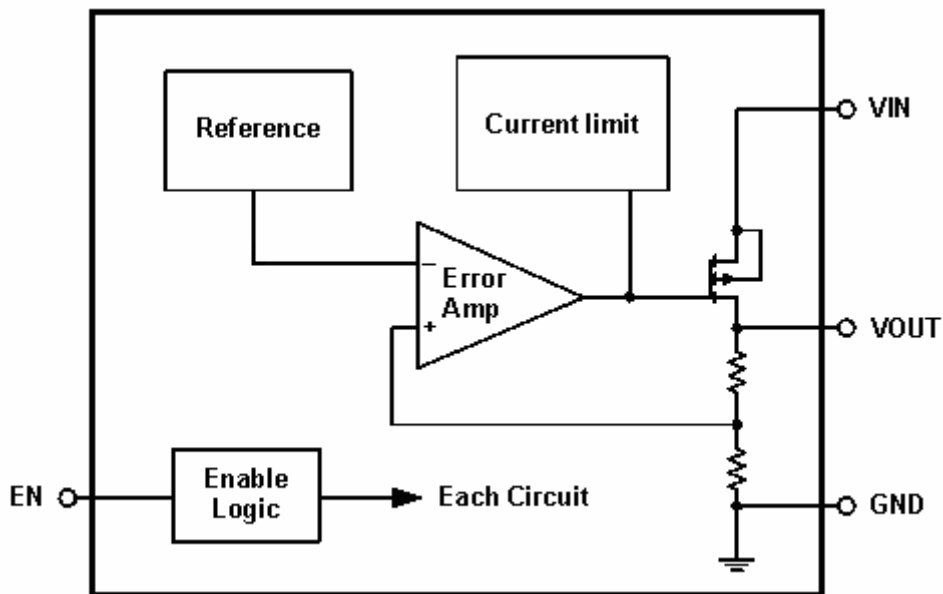 Reference
Current limit
VIN
−
Error
Amp
+
VOUT
EN
Enable
Logic
Each Circuit
GND